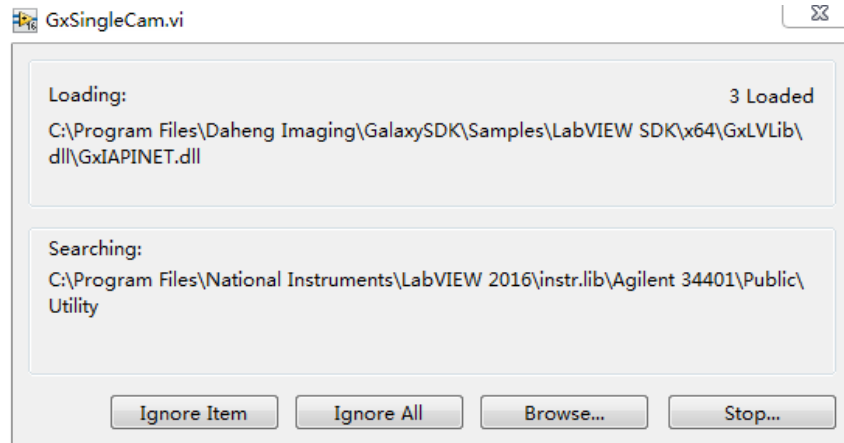 GxSingleCam.vi
Loading:
3 Loaded
C:\Program Files\Daheng Imaging\GalaxySDK\Samples\LabVIEW SDK\x64\GxLVLib\
dll\GxIAPINET.dll
Searching:
C:\Program Files\National Instruments\LabVIEW 2016\instr.lib\Agilent 34401\Public\
Utility
Ignore Item
Ignore All
Browse...
Stop...